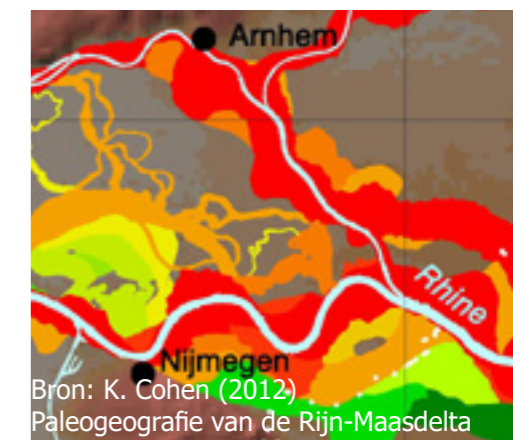 Arnhem
Rhine
Nijmegen
Bron: K. Cohen (2012)
Paleogeografie van de Rijn-Maasdelta